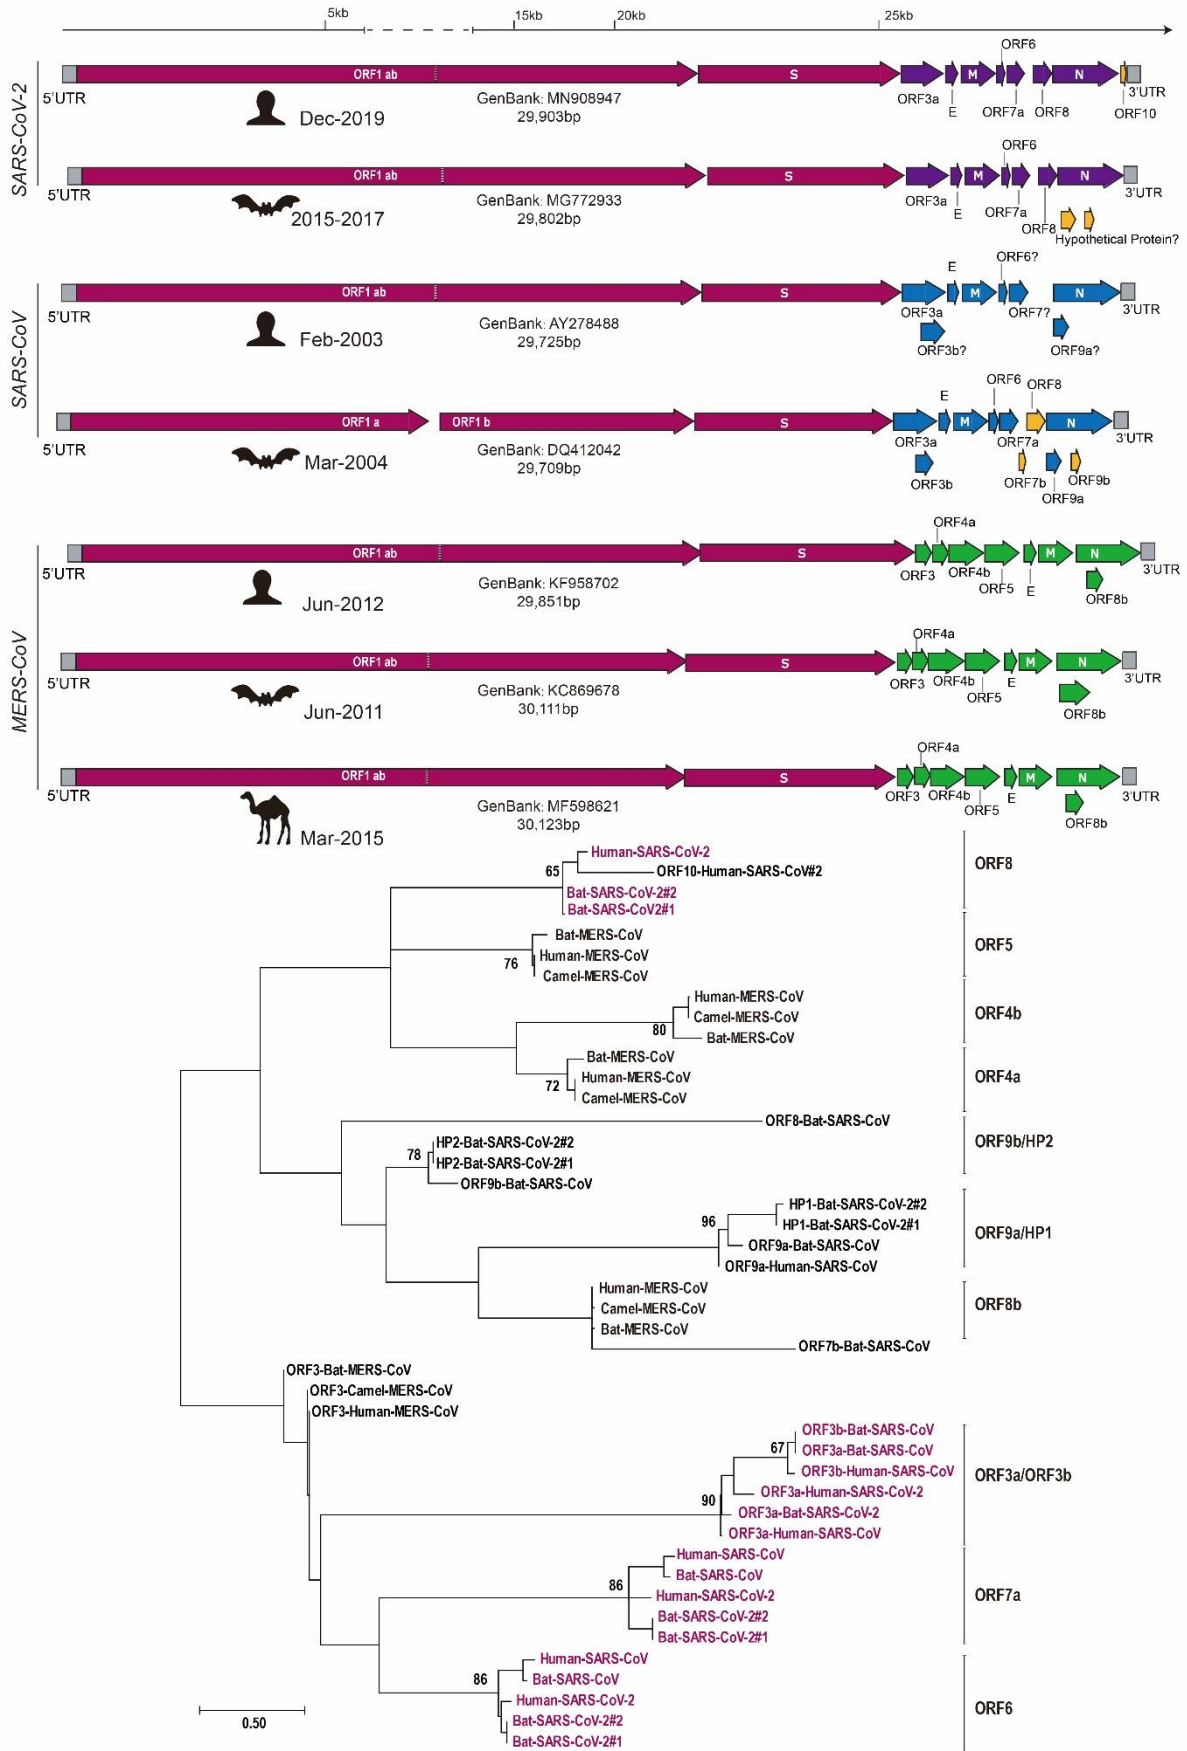 5kb 15kb 20kb 25kb
SARS-CoV-2
ORF6
ORF1 ab S M N
5'UTR ORF3a E ORF7a ORF8 ORF10 3'UTR
Dec-2019
GenBank: MN908947
29,903bp
ORF6
ORF1 ab S M N
5'UTR ORF3a E ORF7a ORF8 3'UTR
2015-2017
GenBank: MG772933
29,802bp
Hypothetical Protein?
SARS-CoV
E ORF6?
ORF1 ab S M N
5'UTR ORF3a ORF7? 3'UTR
Feb-2003
GenBank: AY278488
29,725bp
ORF3b? ORF9a?
E ORF6 ORF8
ORF1 a ORF1 b S M N
5'UTR ORF3a ORF7a 3'UTR
Mar-2004
GenBank: DQ412042
29,709bp
ORF3b ORF7b ORF9a ORF9b
MERS-CoV
ORF4a
ORF1 ab S M N
5'UTR ORF3 ORF4b ORF5 E 3'UTR
Jun-2012
GenBank: KF958702
29,851bp
ORF8b
ORF4a
ORF1 ab S M N
5'UTR ORF3 ORF4b ORF5 E 3'UTR
Jun-2011
GenBank: KC869678
30,111bp
ORF8b
ORF4a
ORF1 ab S M N
5'UTR ORF3 ORF4b ORF5 E 3'UTR
Mar-2015
GenBank: MF598621
30,123bp
ORF8b
Human-SARS-CoV-2
65 ORF10-Human-SARS-CoV#2
Bat-SARS-CoV-2#2
Bat-SARS-CoV2#1
ORF8
Bat-MERS-CoV
Human-MERS-CoV
76 Camel-MERS-CoV
ORF5
Human-MERS-CoV
Camel-MERS-CoV
80 Bat-MERS-CoV
ORF4b
Bat-MERS-CoV
Human-MERS-CoV
72 Camel-MERS-CoV
ORF4a
ORF8-Bat-SARS-CoV
HP2-Bat-SARS-CoV-2#2
78 HP2-Bat-SARS-CoV-2#1
ORF9b-Bat-SARS-CoV
ORF9b/HP2
HP1-Bat-SARS-CoV-2#2
96 HP1-Bat-SARS-CoV-2#1
ORF9a-Bat-SARS-CoV
ORF9a-Human-SARS-CoV
ORF9a/HP1
Human-MERS-CoV
Camel-MERS-CoV
Bat-MERS-CoV
ORF7b-Bat-SARS-CoV
ORF8b
ORF3-Bat-MERS-CoV
ORF3-Camel-MERS-CoV
ORF3-Human-MERS-CoV
ORF3b-Bat-SARS-CoV
67 ORF3a-Bat-SARS-CoV
ORF3b-Human-SARS-CoV
90 ORF3a-Human-SARS-CoV-2
ORF3a-Bat-SARS-CoV-2
ORF3a-Human-SARS-CoV
ORF3a/ORF3b
Human-SARS-CoV
Bat-SARS-CoV
86 Human-SARS-CoV-2
Bat-SARS-CoV-2#2
Bat-SARS-CoV-2#1
ORF7a
Human-SARS-CoV
86 Bat-SARS-CoV
Human-SARS-CoV-2
Bat-SARS-CoV-2#2
Bat-SARS-CoV-2#1
ORF6
0.50